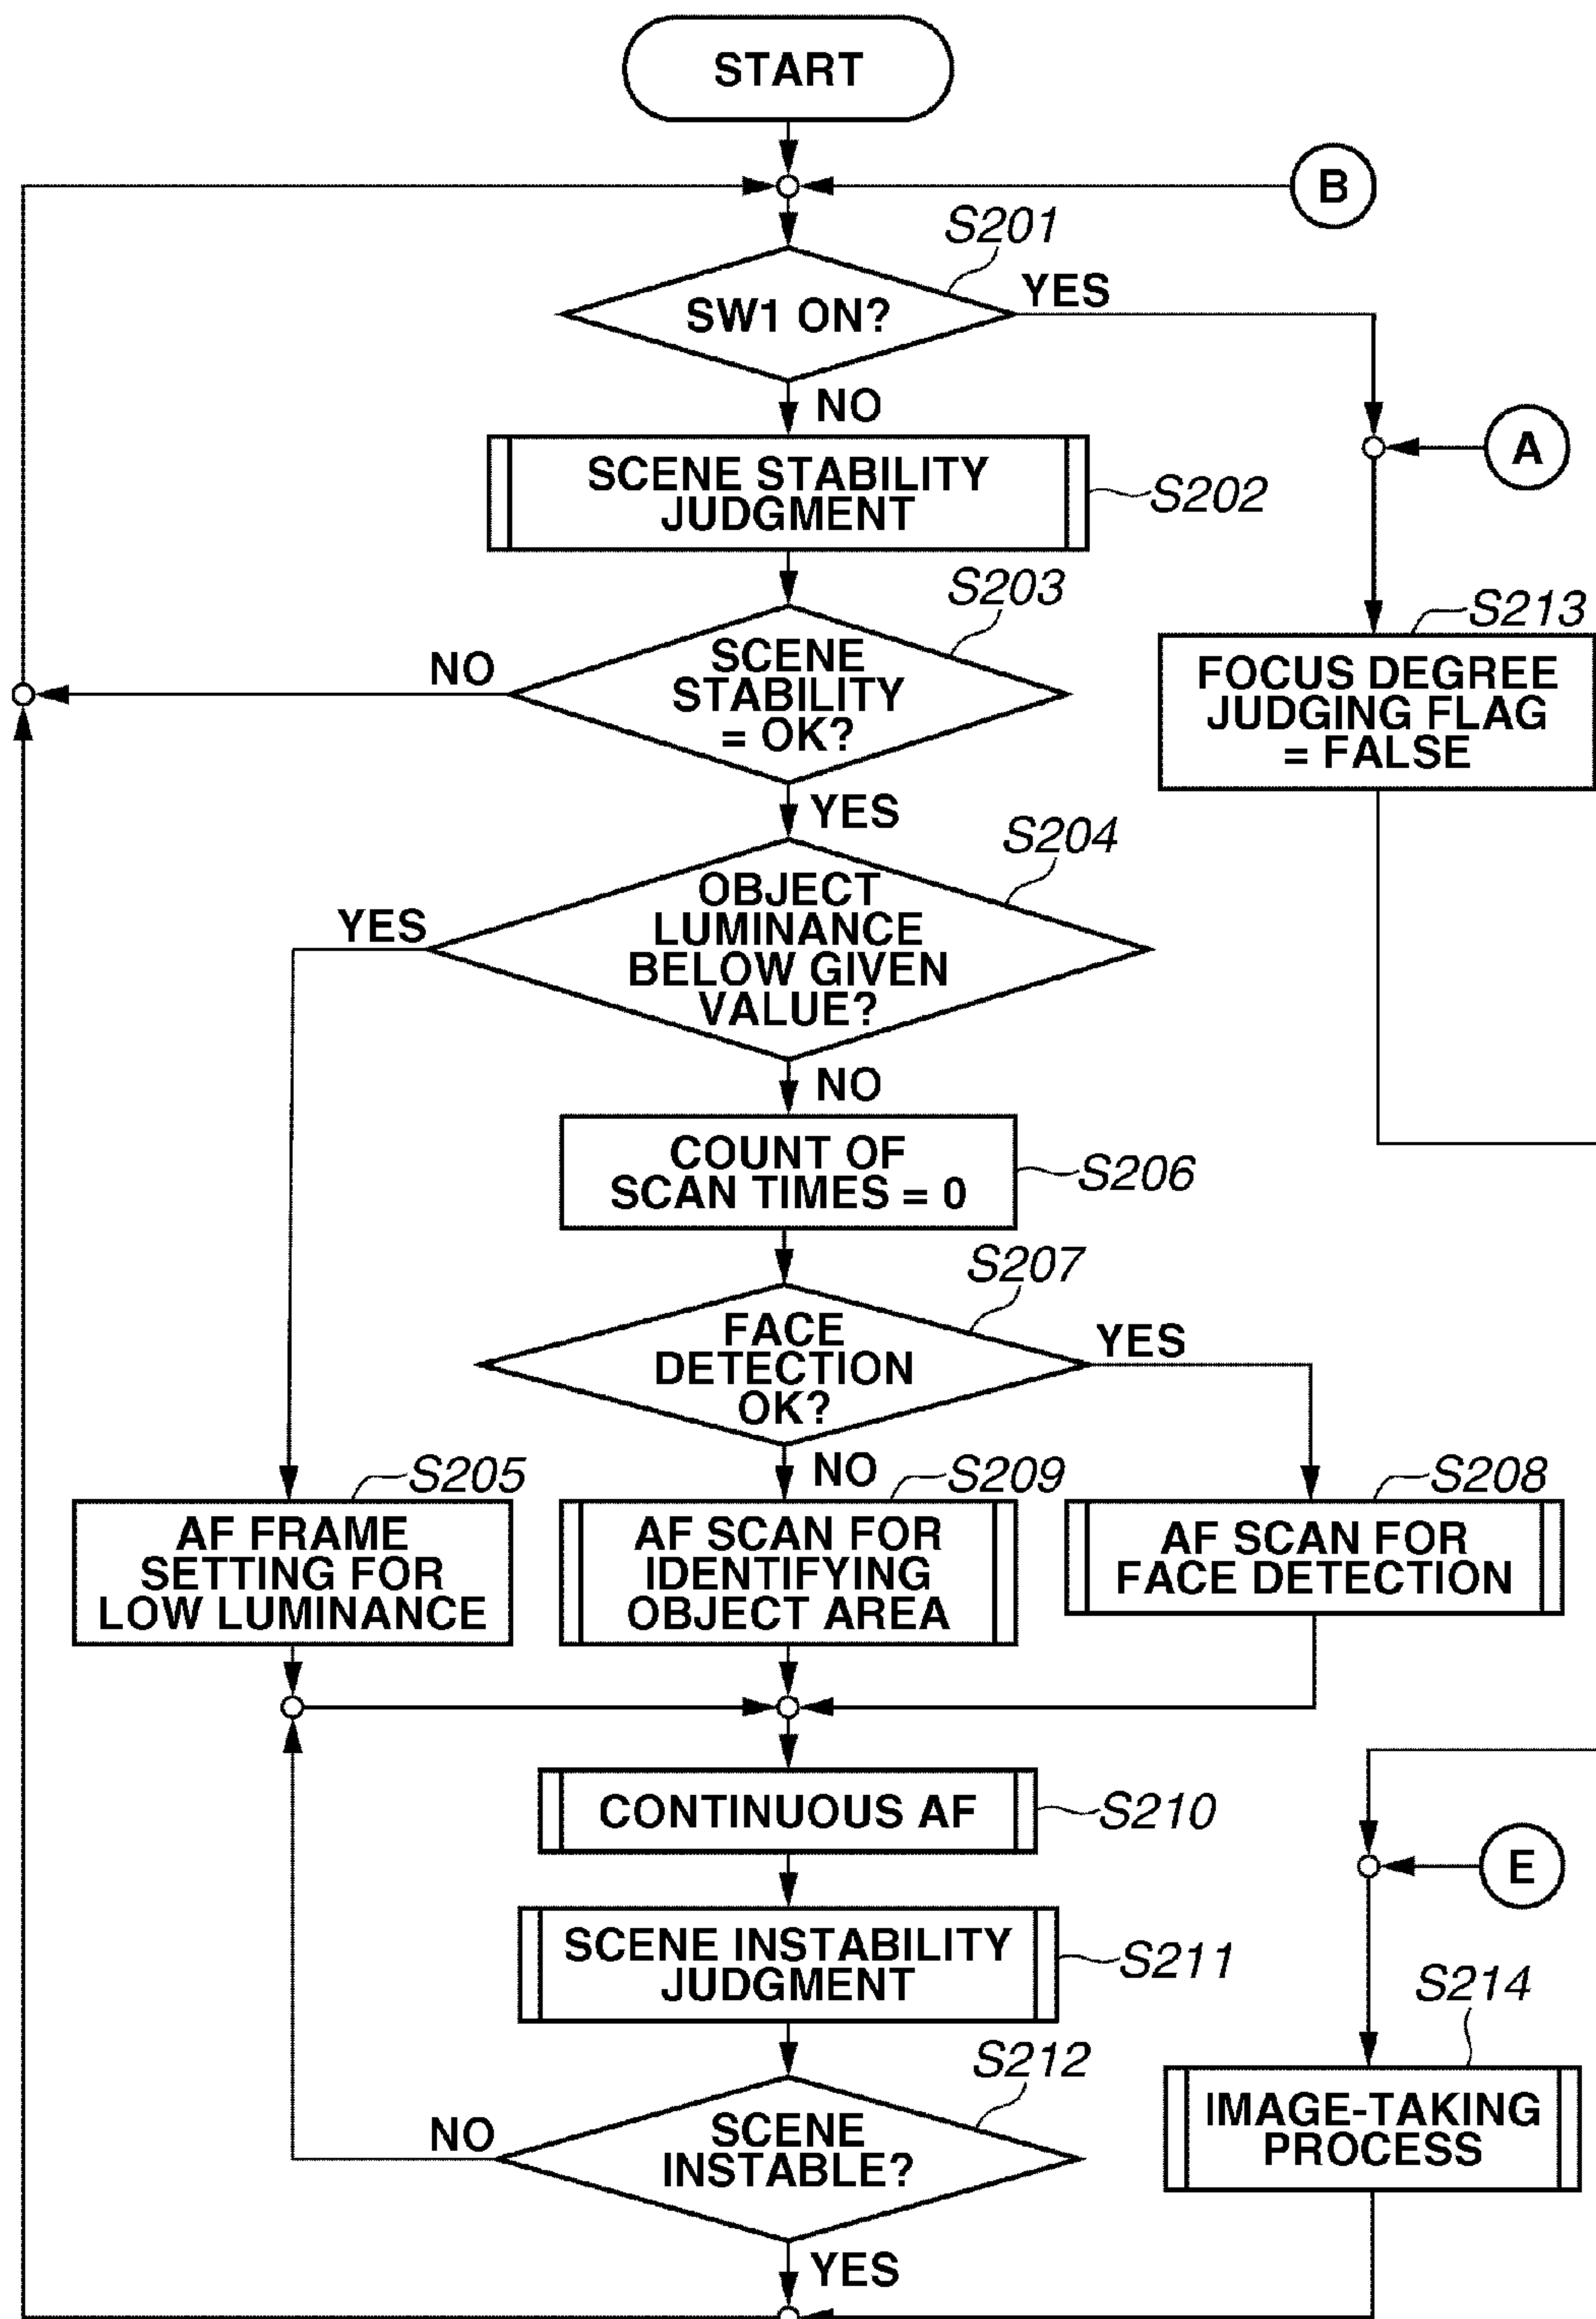 START
B
S201
SW1 ON?
YES
NO
A
SCENE STABILITY
JUDGMENT
S202
S203
SCENE
STABILITY
= OK?
NO
YES
S213
FOCUS DEGREE
JUDGING FLAG
= FALSE
S204
OBJECT
LUMINANCE
BELOW GIVEN
VALUE?
YES
NO
COUNT OF
SCAN TIMES = 0
S206
S207
FACE
DETECTION
OK?
YES
NO
S205
AF FRAME
SETTING FOR
LOW LUMINANCE
S209
AF SCAN FOR
IDENTIFYING
OBJECT AREA
S208
AF SCAN FOR
FACE DETECTION
CONTINUOUS AF
S210
E
SCENE INSTABILITY
JUDGMENT
S211
S212
SCENE
INSTABLE?
NO
YES
S214
IMAGE-TAKING
PROCESS